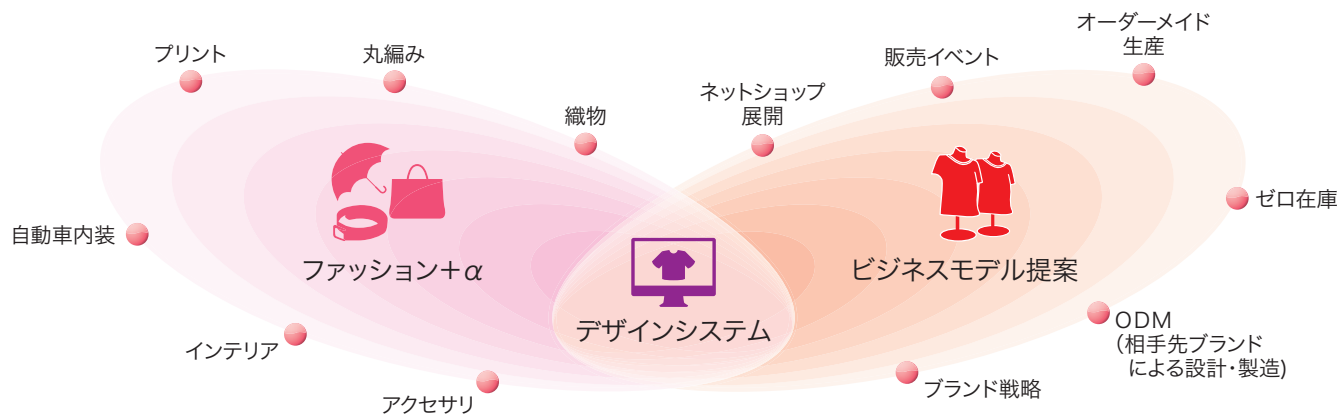 プリント
丸編み
織物
自動車内装
ファッション+α
インテリア
アクセサリ
デザインシステム
ネットショップ
展開
販売イベント
オーダーメイド
生産
ゼロ在庫
ビジネスモデル提案
ODM
(相手先ブランド
による設計・製造)
ブランド戦略